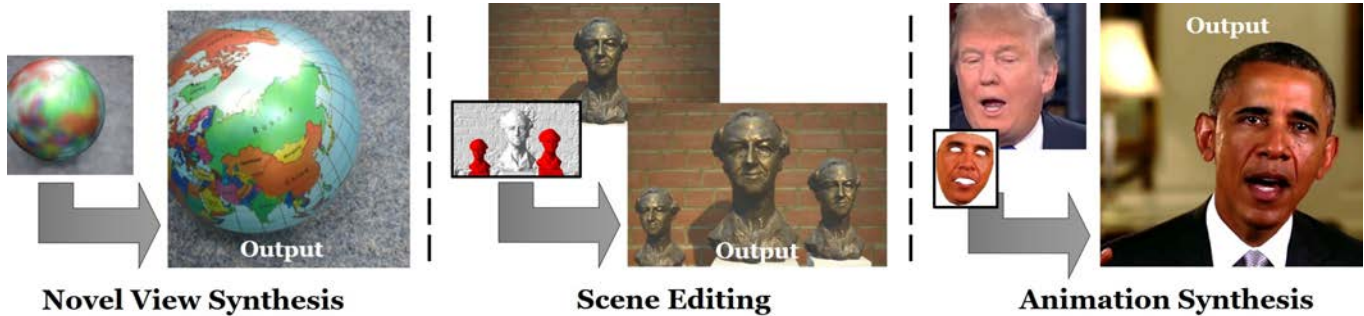 Output
Output
Output
Novel View Synthesis
Scene Editing
Animation Synthesis